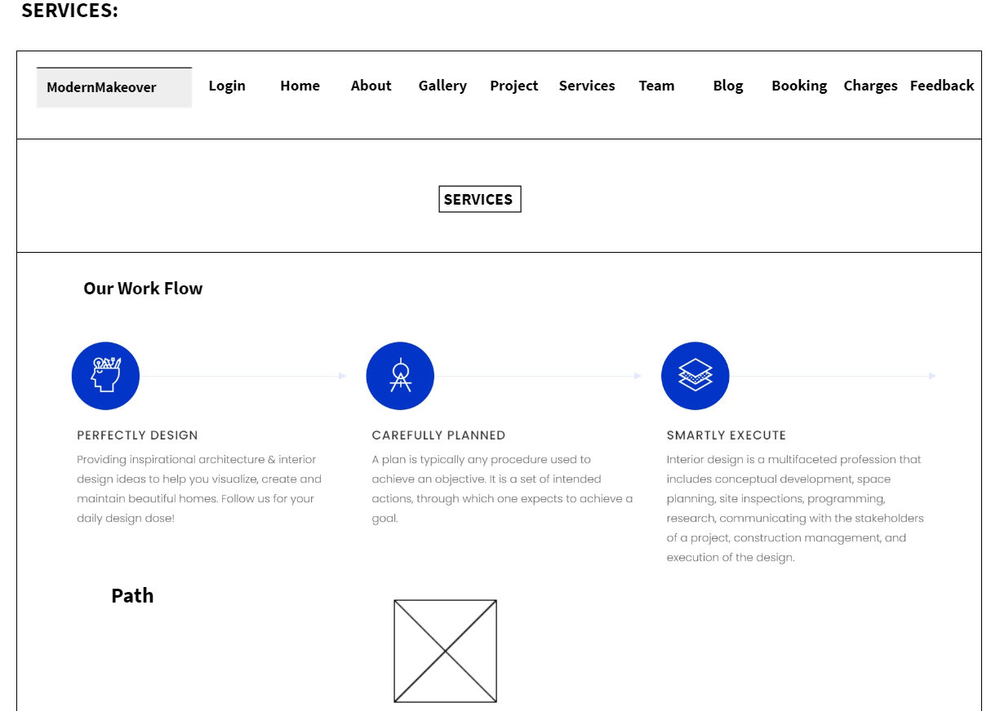 SERVICES:
ModernMakeover Login Home About Gallery Project Services Team Blog Booking Charges Feedback
SERVICES
Our Work Flow
PERFECTLY DESIGN
Providing inspirational architecture & interior
design ideas to help you visualize, create and
maintain beautiful homes. Follow us for your
daily design dose!
CAREFULLY PLANNED
A plan is typically any procedure used to
achieve an objective. It is a set of intended
actions, through which one expects to achieve a
goal.
SMARTLY EXECUTE
Interior design is a multifaceted profession that
includes conceptual development, space
planning, site inspections, programming,
research, communicating with the stakeholders
of a project, construction management, and
execution of the design.
Path